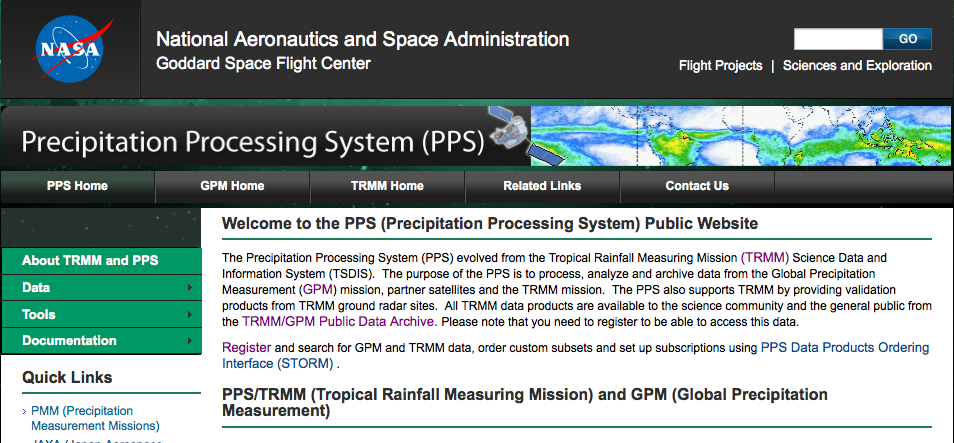 NASA
National Aeronautics and Space Administration
Goddard Space Flight Center
GO
Flight Projects | Sciences and Exploration
Precipitation Processing System (PPS)
PPS Home GPM Home TRMM Home Related Links Contact Us
About TRMM and PPS
Data
Tools
Documentation
Quick Links
› PMM (Precipitation
Measurement Missions)
Welcome to the PPS (Precipitation Processing System) Public Website
The Precipitation Processing System (PPS) evolved from the Tropical Rainfall Measuring Mission (TRMM) Science Data and
Information System (TSDIS). The purpose of the PPS is to process, analyze and archive data from the Global Precipitation
Measurement (GPM) mission, partner satellites and the TRMM mission. The PPS also supports TRMM by providing validation
products from TRMM ground radar sites. All TRMM data products are available to the science community and the general public from
the TRMM/GPM Public Data Archive. Please note that you need to register to be able to access this data.
Register and search for GPM and TRMM data, order custom subsets and set up subscriptions using PPS Data Products Ordering
Interface (STORM) .
PPS/TRMM (Tropical Rainfall Measuring Mission) and GPM (Global Precipitation
Measurement)